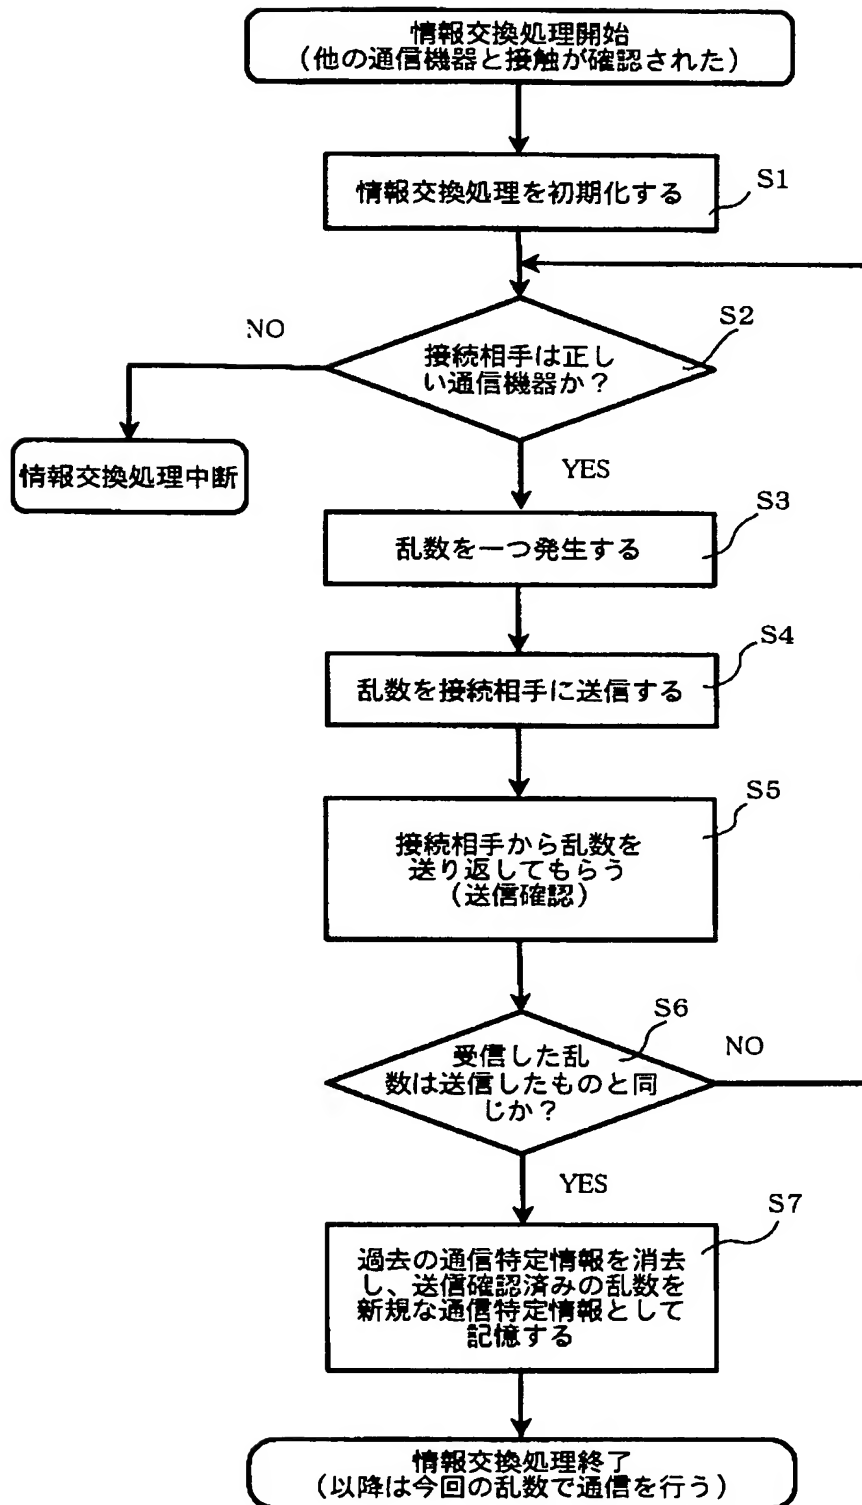 情報交換処理開始
（他の通信機器と接触が確認された）
情報交換処理を初期化する
S1
S2
NO
接続相手は正し
い通信機器か？
情報交換処理中断
YES
S3
乱数を一つ発生する
S4
乱数を接続相手に送信する
S5
接続相手から乱数を
送り返してもらう
（送信確認）
S6
NO
受信した乱
数は送信したものと同
じか？
YES
S7
過去の通信特定情報を消去
し、送信確認済みの乱数を
新規な通信特定情報として
記憶する
情報交換処理終了
（以降は今回の乱数で通信を行う）